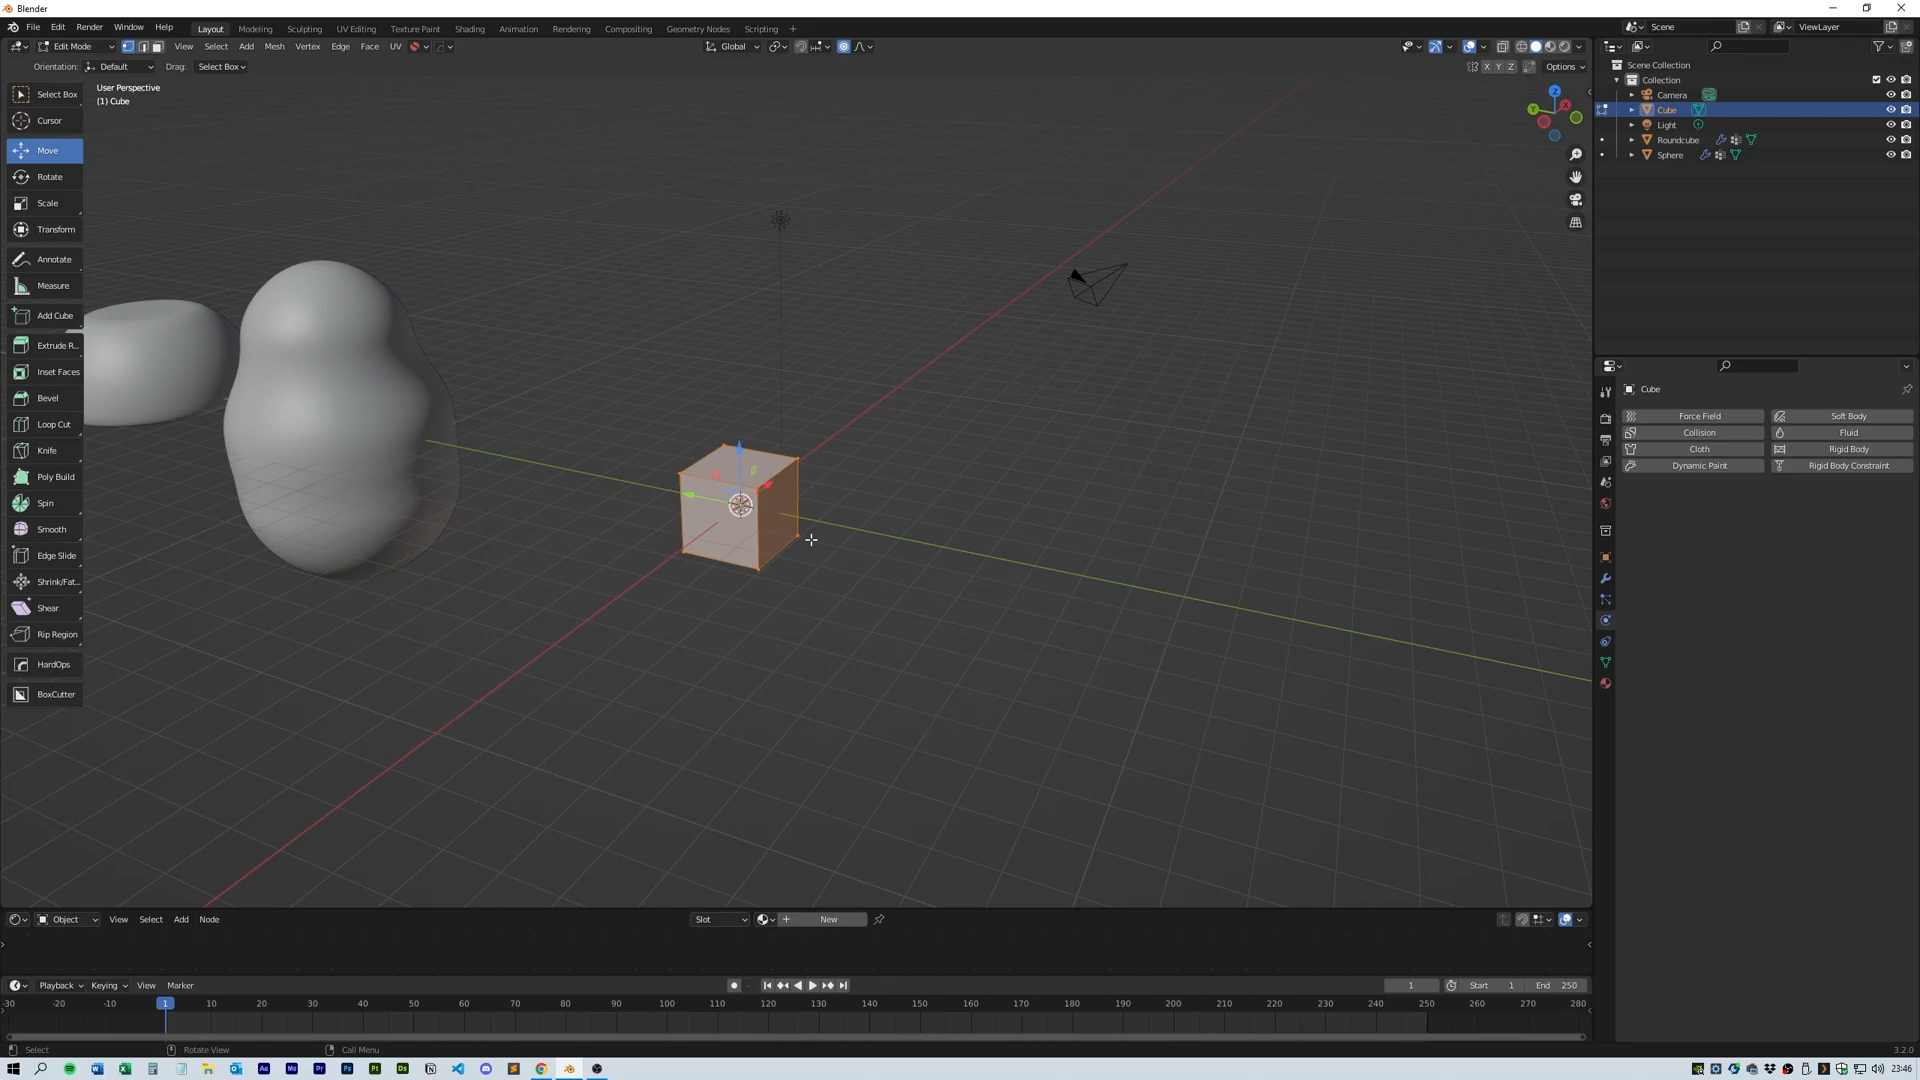 Blender
File Edit Render Window Help Layout Modeling Sculpting UV Editing Texture Paint Shading Animation Rendering Compositing Geometry Nodes Scripting + Scene ViewLayer
Edit Mode View Select Add Mesh Vertex Edge Face UV Global
Orientation: Default Drag: Select Box X Y Z Options
User Perspective
(1) Cube
Select Box
Cursor
Move
Rotate
Scale
Transform
Annotate
Measure
Add Cube
Extrude R...
Inset Faces
Bevel
Loop Cut
Knife
Poly Build
Spin
Smooth
Edge Slide
Shrink/Fat...
Shear
Rip Region
HardOps
BoxCutter
Z
X
Y
Scene Collection
Collection
Camera
Cube
Light
Roundcube
Sphere
Cube
Force Field Soft Body
Collision Fluid
Cloth Rigid Body
Dynamic Paint Rigid Body Constraint
Object View Select Add Node Slot New
Playback Keying View Marker 1 Start 1 End 250
-30 -20 -10 1 10 20 30 40 50 60 70 80 90 100 110 120 130 140 150 160 170 180 190 200 210 220 230 240 250 260 270 280
Select Rotate View Call Menu 3.2.0
Ae Me Pr Ps Pt Ds 23:46